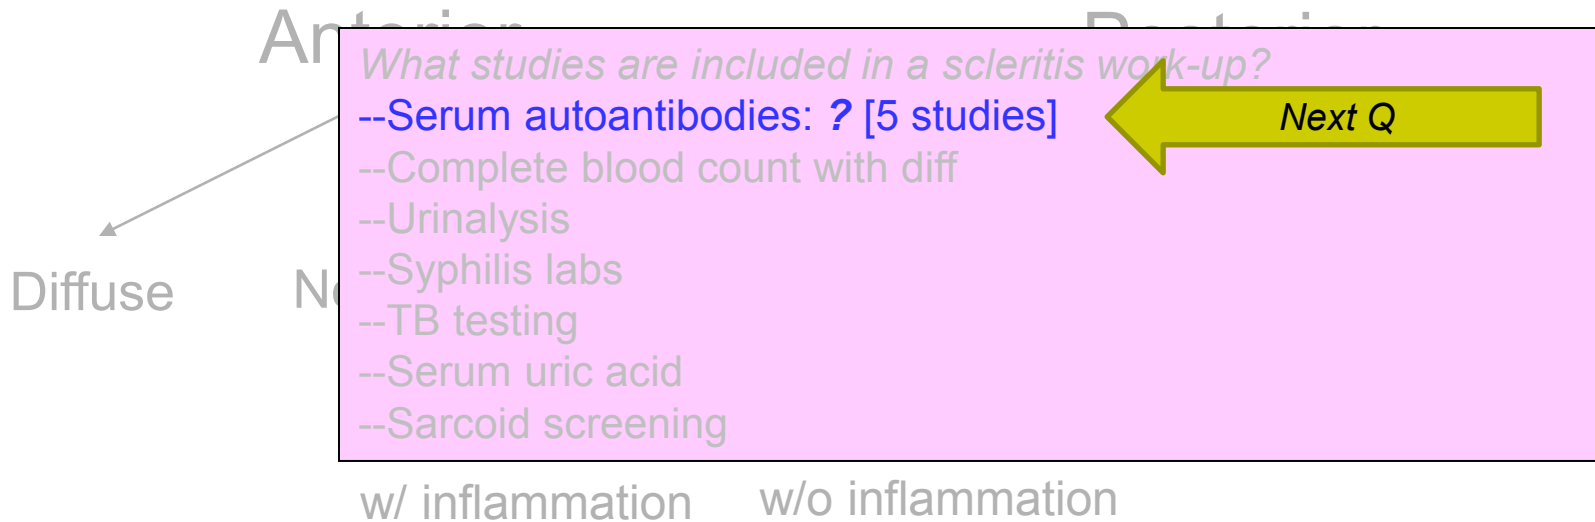 What studies are included in a scleritis work-up?
--Serum autoantibodies: ? [5 studies]
Next Q
--Complete blood count with diff
--Urinalysis
--Syphilis labs
Diffuse
--TB testing
--Serum uric acid
--Sarcoid screening
w/ inflammation w/o inflammation